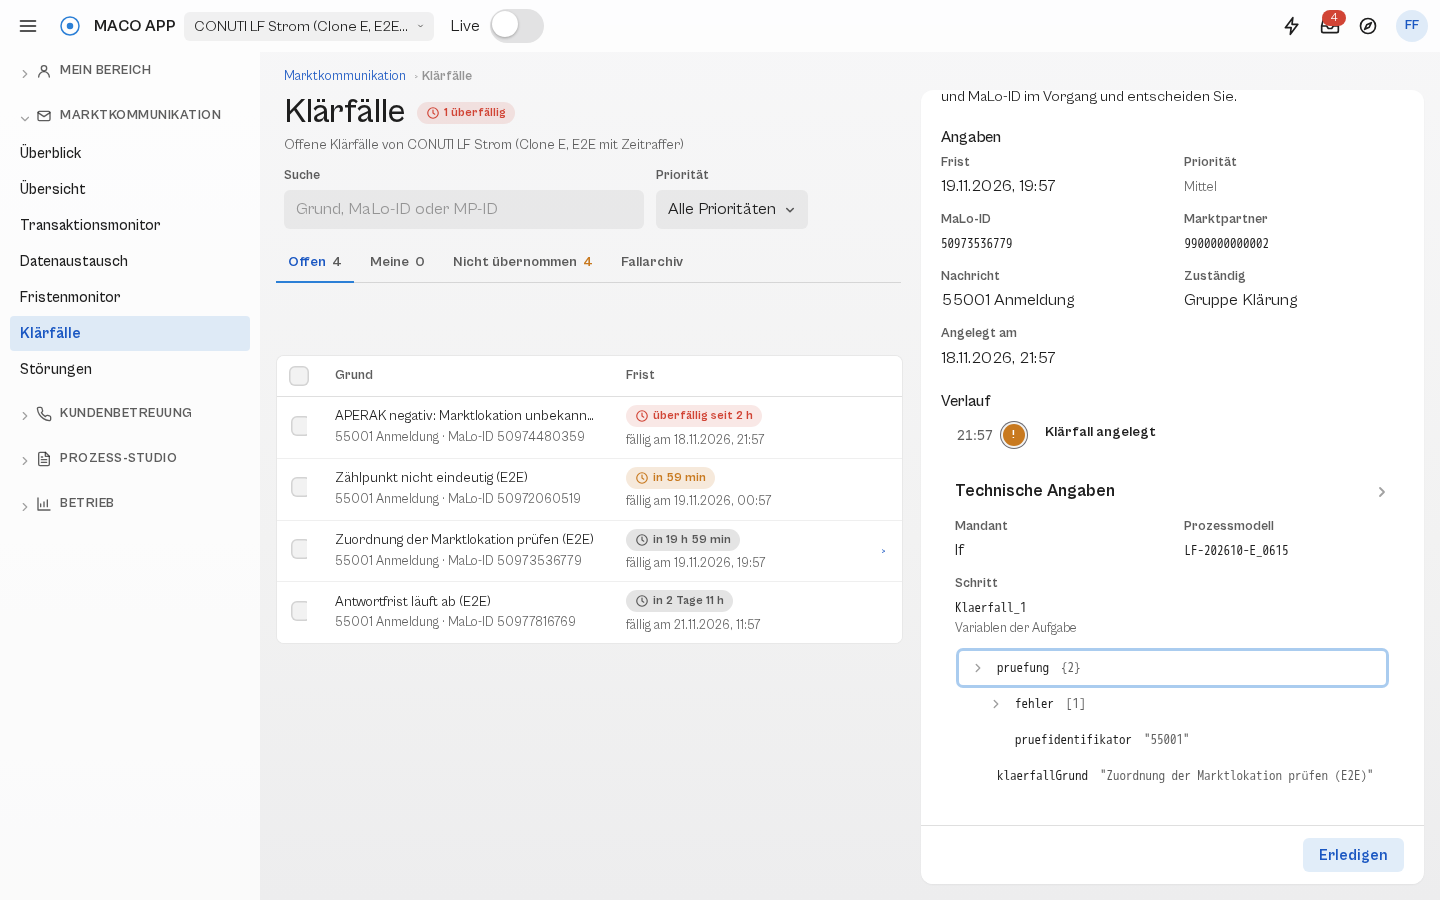 MACO APP
CONUTI LF Strom (Clone E, E2E...
Live
4
FF
MEIN BEREICH
MARKTKOMMUNIKATION
Überblick
Übersicht
Transaktionsmonitor
Datenaustausch
Fristenmonitor
Klärfälle
Störungen
KUNDENBETREUUNG
PROZESS-STUDIO
BETRIEB
Marktkommunikation › Klärfälle
Klärfälle
1 überfällig
Offene Klärfälle von CONUTI LF Strom (Clone E, E2E mit Zeitraffer)
Suche
Priorität
Grund, MaLo-ID oder MP-ID
Alle Prioritäten
Offen 4
Meine 0
Nicht übernommen 4
Fallarchiv
Grund
Frist
APERAK negativ: Marktlokation unbekann...
55001 Anmeldung · MaLo-ID 50974480359
überfällig seit 2 h
fällig am 18.11.2026, 21:57
Zählpunkt nicht eindeutig (E2E)
55001 Anmeldung · MaLo-ID 50972060519
in 59 min
fällig am 19.11.2026, 00:57
Zuordnung der Marktlokation prüfen (E2E)
55001 Anmeldung · MaLo-ID 50973536779
in 19 h 59 min
fällig am 19.11.2026, 19:57
Antwortfrist läuft ab (E2E)
55001 Anmeldung · MaLo-ID 50977816769
in 2 Tage 11 h
fällig am 21.11.2026, 11:57
und MaLo-ID im Vorgang und entscheiden Sie.
Angaben
Frist
19.11.2026, 19:57
Priorität
Mittel
MaLo-ID
50973536779
Marktpartner
9900000000002
Nachricht
55001 Anmeldung
Zuständig
Gruppe Klärung
Angelegt am
18.11.2026, 21:57
Verlauf
21:57
!
Klärfall angelegt
Technische Angaben
Mandant
lf
Prozessmodell
LF-202610-E_0615
Schritt
Klaerfall_1
Variablen der Aufgabe
pruefung {2}
fehler [1]
pruefidentifikator "55001"
klaerfallGrund "Zuordnung der Marktlokation prüfen (E2E)"
Erledigen